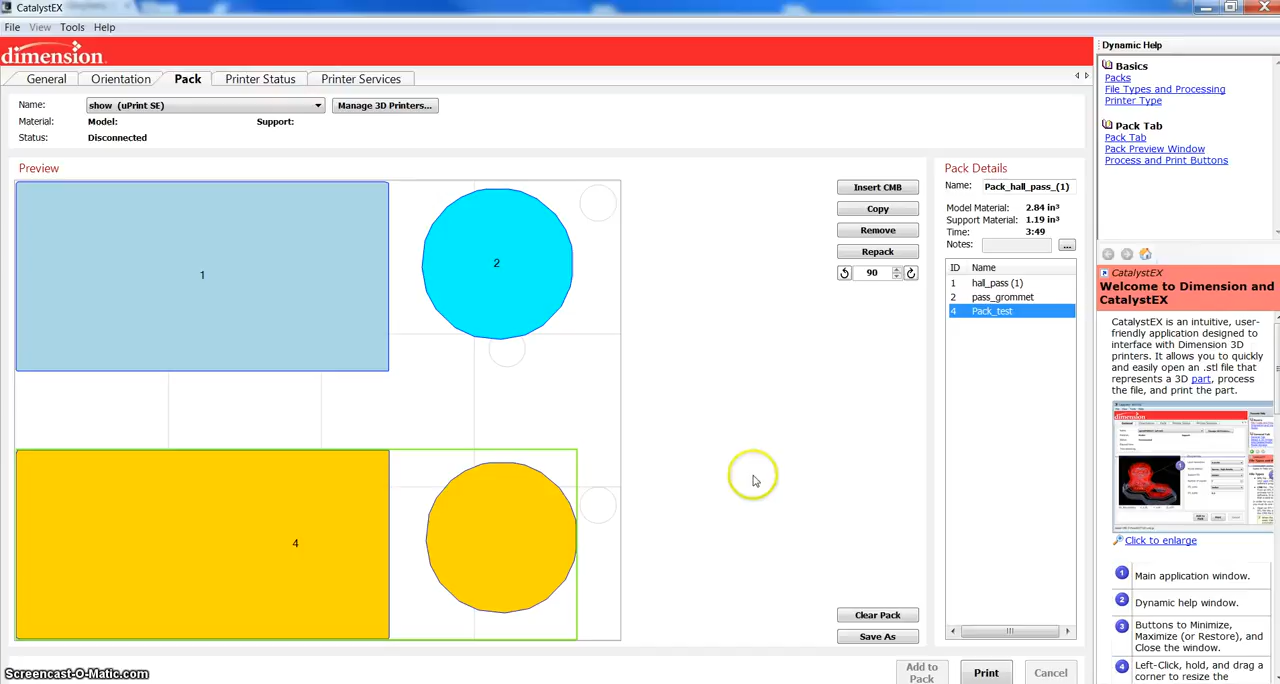 CatalystEX
File View Tools Help
dimension
General Orientation Pack Printer Status Printer Services
Name: show (uPrint SE) Manage 3D Printers...
Material: Model: Support:
Status: Disconnected
Preview
1
2
4
Insert CMB
Copy
Remove
Repack
90
Clear Pack
Save As
Pack Details
Name: Pack_hall_pass_(1)
Model Material: 2.84 in³
Support Material: 1.19 in³
Time: 3:49
Notes: ...
ID Name
1 hall_pass (1)
2 pass_grommet
4 Pack_test
Add to Pack Print Cancel
Dynamic Help
Basics
Packs
File Types and Processing
Printer Type
Pack Tab
Pack Tab
Pack Preview Window
Process and Print Buttons
CatalystEX
Welcome to Dimension and
CatalystEX
CatalystEX is an intuitive, user-
friendly application designed to
interface with Dimension 3D
printers. It allows you to quickly
and easily open an .stl file that
represents a 3D part, process
the file, and print the part.
Click to enlarge
1 Main application window.
2 Dynamic help window.
3 Buttons to Minimize,
Maximize (or Restore), and
Close the window.
4 Left-Click, hold, and drag a
corner to resize the
Screencast-O-Matic.com